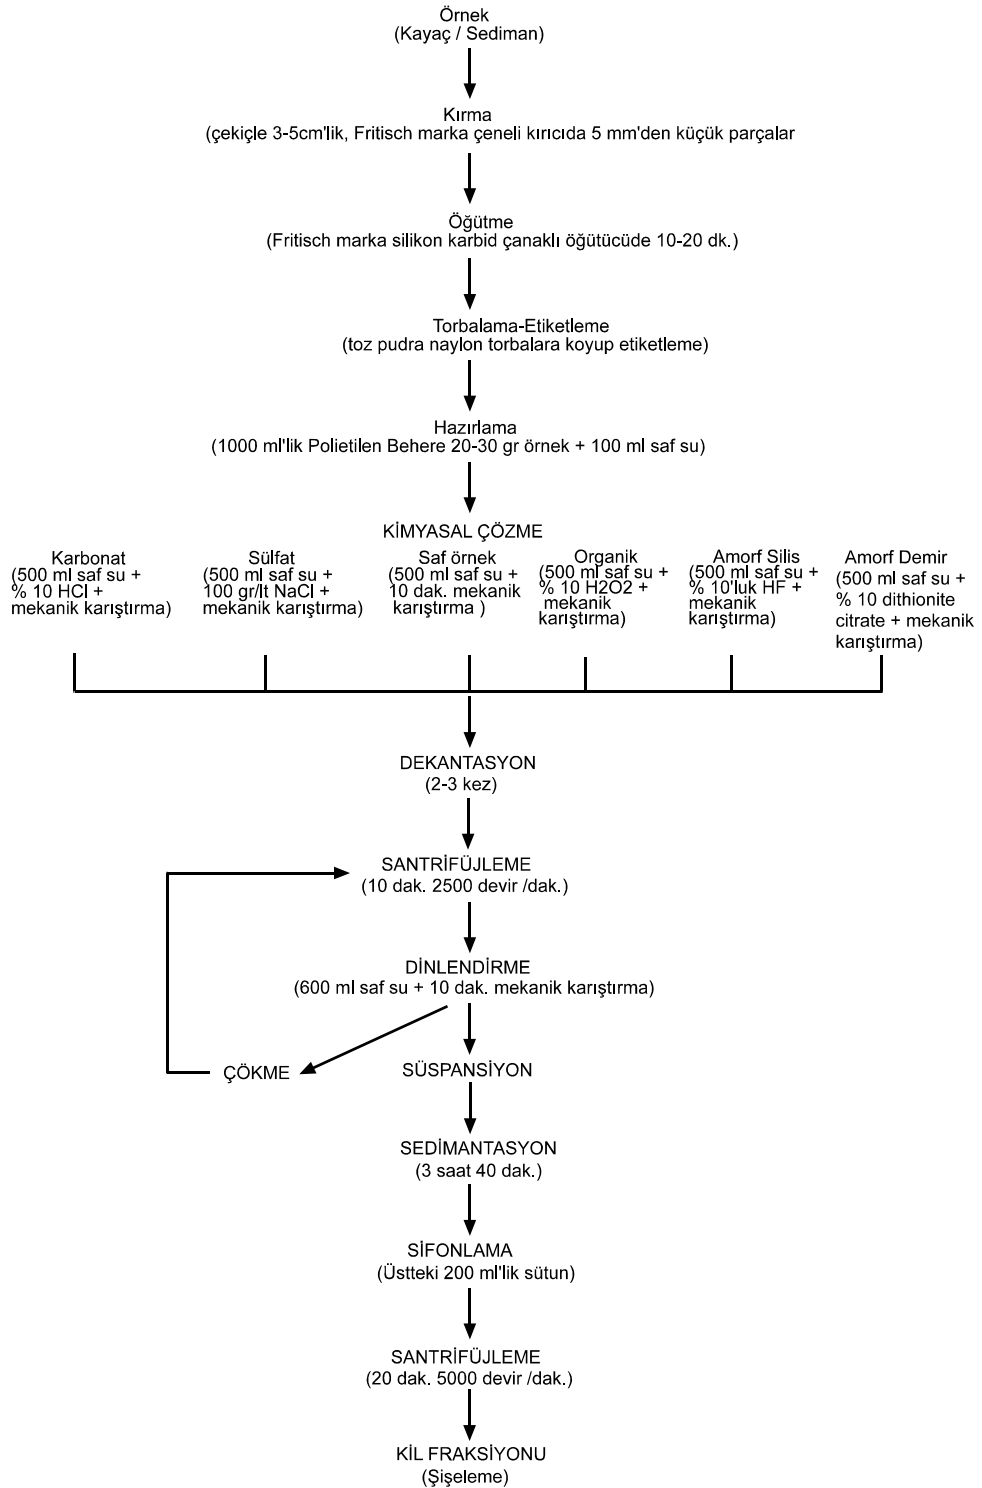 Örnek
(Kayaç / Sediman)
Kırma
(çekiçle 3-5cm'lik, Fritisch marka çeneli kırıcıda 5 mm'den küçük parçalar
Öğütme
(Fritisch marka silikon karbid çanaklı öğütücüde 10-20 dk.)
Torbalama-Etiketleme
(toz pudra naylon torbalara koyup etiketleme)
Hazırlama
(1000 ml'lik Polietilen Behere 20-30 gr örnek + 100 ml saf su)
KİMYASAL ÇÖZME
Karbonat
(500 ml saf su +
% 10 HCl +
mekanik karıştırma)
Sülfat
(500 ml saf su +
100 gr/lt NaCl +
mekanik karıştırma)
Saf örnek
(500 ml saf su +
10 dak. mekanik
karıştırma )
Organik
(500 ml saf su +
% 10 H2O2 +
mekanik
karıştırma)
Amorf Silis
(500 ml saf su +
% 10'luk HF +
mekanik
karıştırma)
Amorf Demir
(500 ml saf su +
% 10 dithionite
citrate + mekanik
karıştırma)
DEKANTASYON
(2-3 kez)
SANTRİFÜJLEME
(10 dak. 2500 devir /dak.)
DİNLENDİRME
(600 ml saf su + 10 dak. mekanik karıştırma)
ÇÖKME
SÜSPANSİYON
SEDİMANTASYON
(3 saat 40 dak.)
SİFONLAMA
(Üstteki 200 ml'lik sütun)
SANTRİFÜJLEME
(20 dak. 5000 devir /dak.)
KİL FRAKSİYONU
(Şişeleme)